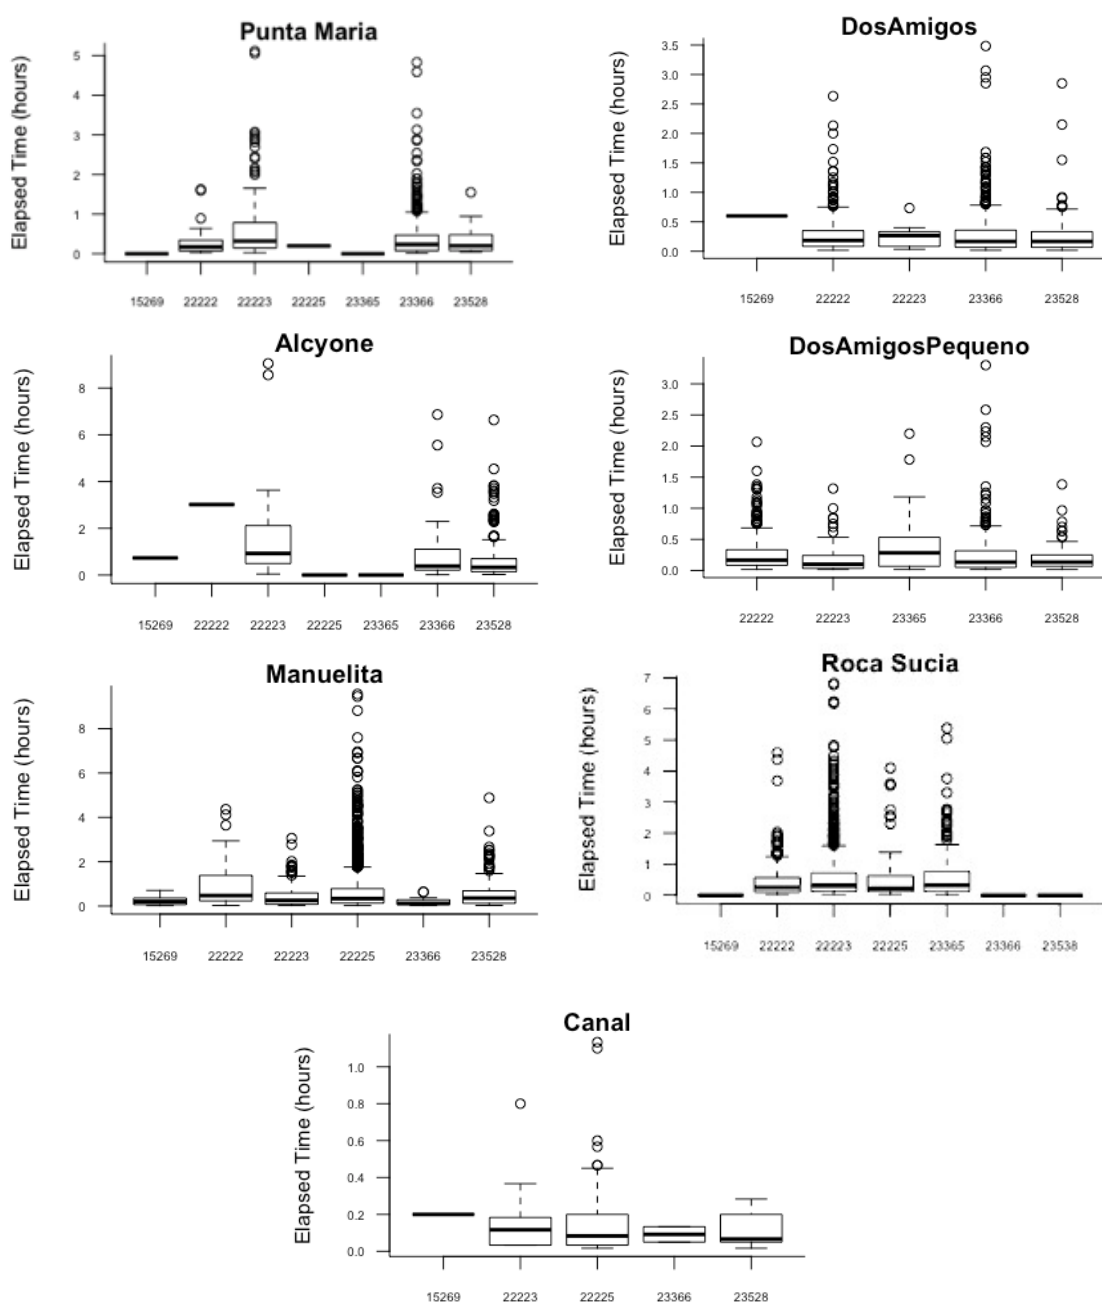 Punta Maria
Elapsed Time (hours)
5
4
3
2
1
0
15269 22222 22223 22225 23365 23366 23528
DosAmigos
Elapsed Time (hours)
3.5
3.0
2.5
2.0
1.5
1.0
0.5
0.0
15269 22222 22223 23366 23528
Alcyone
Elapsed Time (hours)
8
6
4
2
0
15269 22222 22223 22225 23365 23366 23528
DosAmigosPequeno
Elapsed Time (hours)
3.0
2.5
2.0
1.5
1.0
0.5
0.0
22222 22223 23365 23366 23528
Manuelita
Elapsed Time (hours)
8
6
4
2
0
15269 22222 22223 22225 23366 23528
Roca Sucia
Elapsed Time (hours)
7
6
5
4
3
2
1
0
15269 22222 22223 22225 23365 23366 23538
Canal
Elapsed Time (hours)
1.0
0.8
0.6
0.4
0.2
0.0
15269 22223 22225 23366 23528